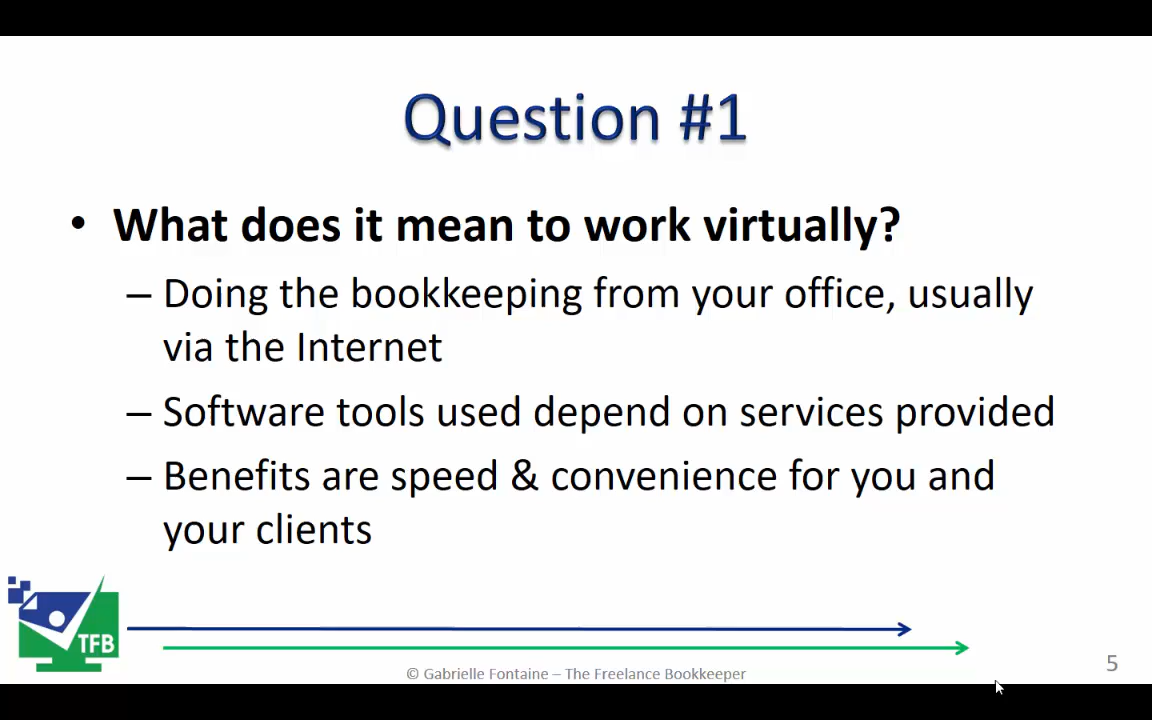 Question #1
• What does it mean to work virtually?
– Doing the bookkeeping from your office, usually
via the Internet
– Software tools used depend on services provided
– Benefits are speed & convenience for you and
your clients
TFB
© Gabrielle Fontaine – The Freelance Bookkeeper
5